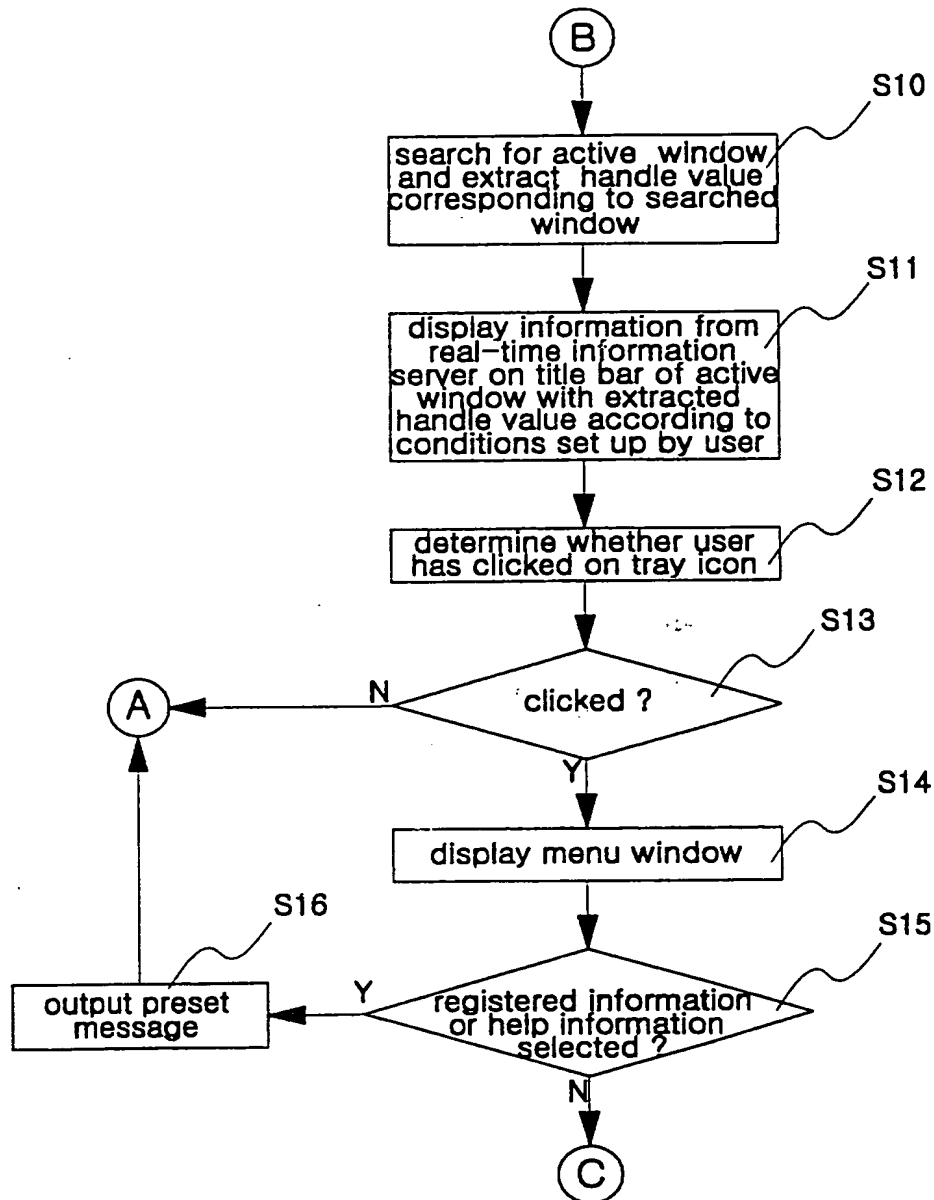 B
S10
search for active window
and extract handle value
corresponding to searched
window
S11
display information from
real-time information
server on title bar of active
window with extracted
handle value according to
conditions set up by user
S12
determine whether user
has clicked on tray icon
S13
clicked ?
N
A
Y
S14
display menu window
S16
S15
output preset
message
Y
registered information
or help information
selected ?
N
C